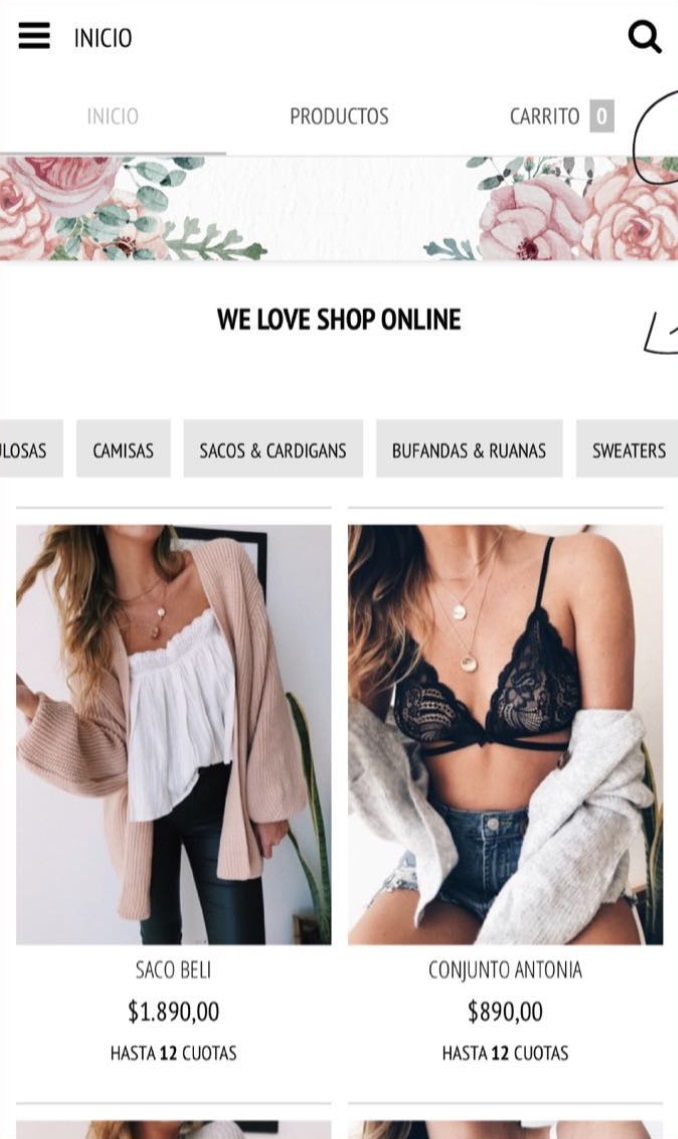 INICIO
INICIO PRODUCTOS CARRITO 0
WE LOVE SHOP ONLINE
LOSAS CAMISAS SACOS & CARDIGANS BUFANDAS & RUANAS SWEATERS
SACO BELI CONJUNTO ANTONIA
$1.890,00 $890,00
HASTA 12 CUOTAS HASTA 12 CUOTAS